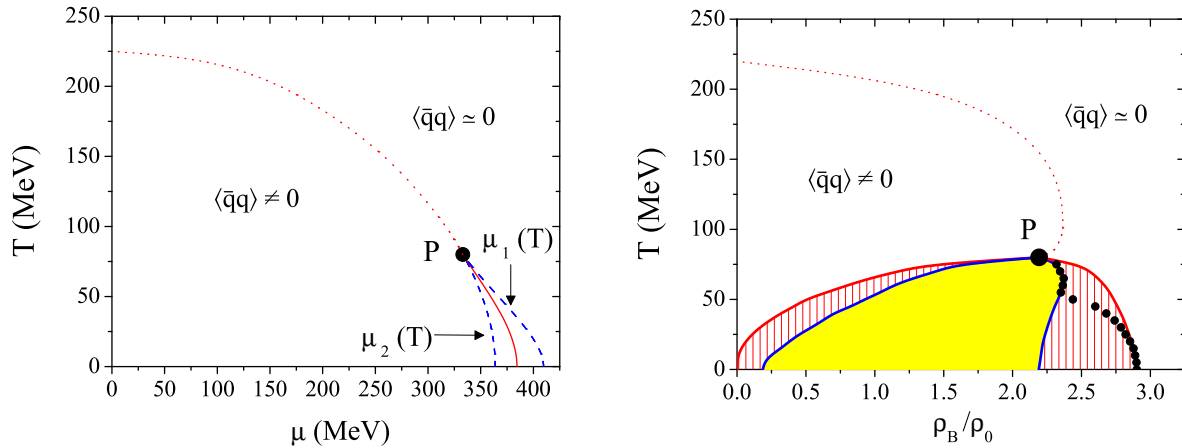 250
200
150
100
50
0
T (MeV)
⟨q̄q⟩ ≃ 0
⟨q̄q⟩ ≠ 0
P
μ₁ (T)
μ₂ (T)
0 50 100 150 200 250 300 350 400
μ (MeV)
250
200
150
100
50
0
T (MeV)
⟨q̄q⟩ ≃ 0
⟨q̄q⟩ ≠ 0
P
0.0 0.5 1.0 1.5 2.0 2.5 3.0
ρ_B/ρ₀